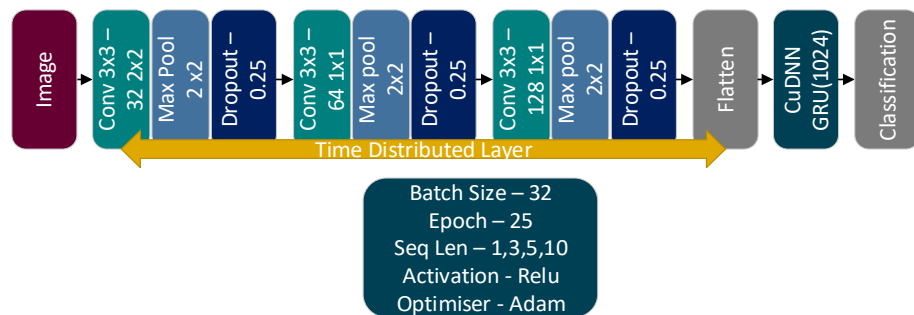 Image
Conv 3x3 –
32 2x2
Max Pool
2 x2
Dropout –
0.25
Conv 3x3 –
64 1x1
Max pool
2x2
Dropout –
0.25
Conv 3x3 –
128 1x1
Max pool
2x2
Dropout –
0.25
Flatten
CuDNN
GRU(1024)
Classification
Time Distributed Layer
Batch Size – 32
Epoch – 25
Seq Len – 1,3,5,10
Activation - Relu
Optimiser - Adam